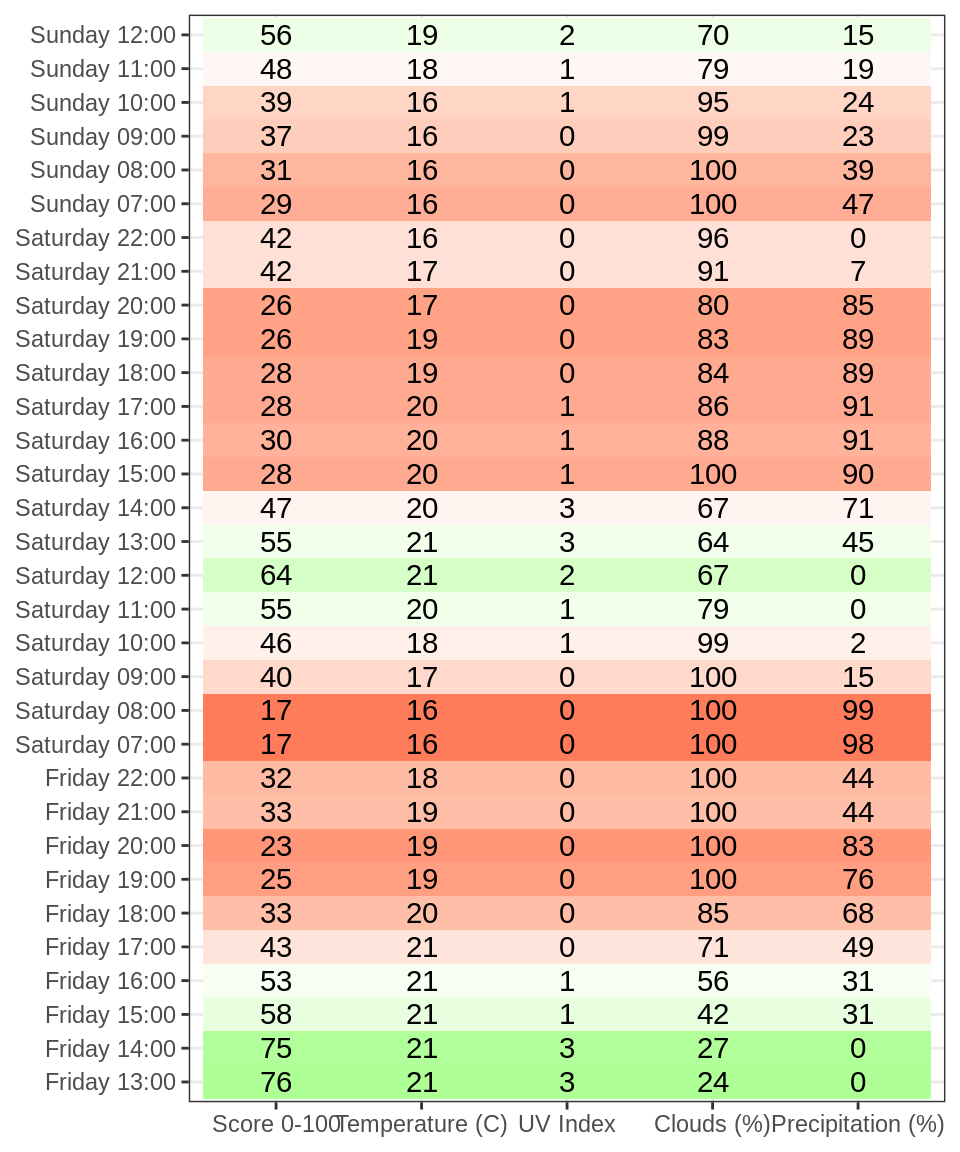 Sunday 12:00 56 19 2 70 15
Sunday 11:00 48 18 1 79 19
Sunday 10:00 39 16 1 95 24
Sunday 09:00 37 16 0 99 23
Sunday 08:00 31 16 0 100 39
Sunday 07:00 29 16 0 100 47
Saturday 22:00 42 16 0 96 0
Saturday 21:00 42 17 0 91 7
Saturday 20:00 26 17 0 80 85
Saturday 19:00 26 19 0 83 89
Saturday 18:00 28 19 0 84 89
Saturday 17:00 28 20 1 86 91
Saturday 16:00 30 20 1 88 91
Saturday 15:00 28 20 1 100 90
Saturday 14:00 47 20 3 67 71
Saturday 13:00 55 21 3 64 45
Saturday 12:00 64 21 2 67 0
Saturday 11:00 55 20 1 79 0
Saturday 10:00 46 18 1 99 2
Saturday 09:00 40 17 0 100 15
Saturday 08:00 17 16 0 100 99
Saturday 07:00 17 16 0 100 98
Friday 22:00 32 18 0 100 44
Friday 21:00 33 19 0 100 44
Friday 20:00 23 19 0 100 83
Friday 19:00 25 19 0 100 76
Friday 18:00 33 20 0 85 68
Friday 17:00 43 21 0 71 49
Friday 16:00 53 21 1 56 31
Friday 15:00 58 21 1 42 31
Friday 14:00 75 21 3 27 0
Friday 13:00 76 21 3 24 0
Score 0-100 Temperature (C) UV Index Clouds (%) Precipitation (%)